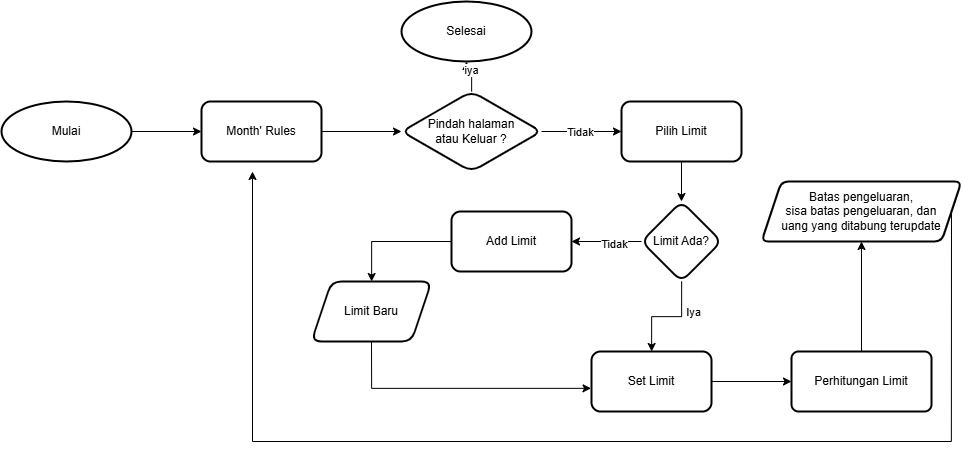 Selesai
'iya
Mulai
Month' Rules
Pindah halaman
atau Keluar ?
Tidak
Pilih Limit
Batas pengeluaran,
sisa batas pengeluaran, dan
uang yang ditabung terupdate
Add Limit
Tidak
Limit Ada?
Limit Baru
Iya
Set Limit
Perhitungan Limit